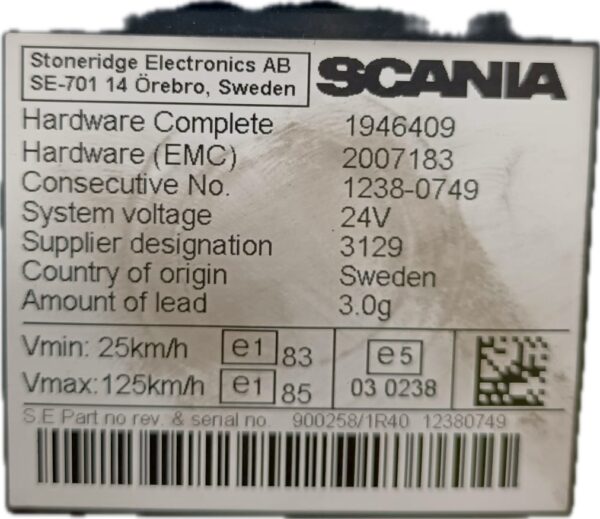 Stoneridge Electronics AB
SE-701 14 Örebro, Sweden
SCANIA
Hardware Complete 1946409
Hardware (EMC) 2007183
Consecutive No. 1238-0749
System voltage 24V
Supplier designation 3129
Country of origin Sweden
Amount of lead 3.0g
Vmin: 25km/h e1 83
Vmax: 125km/h e1 85
e5
03 0238
S.E Part no rev. & serial no. 900258/1R40 12380749